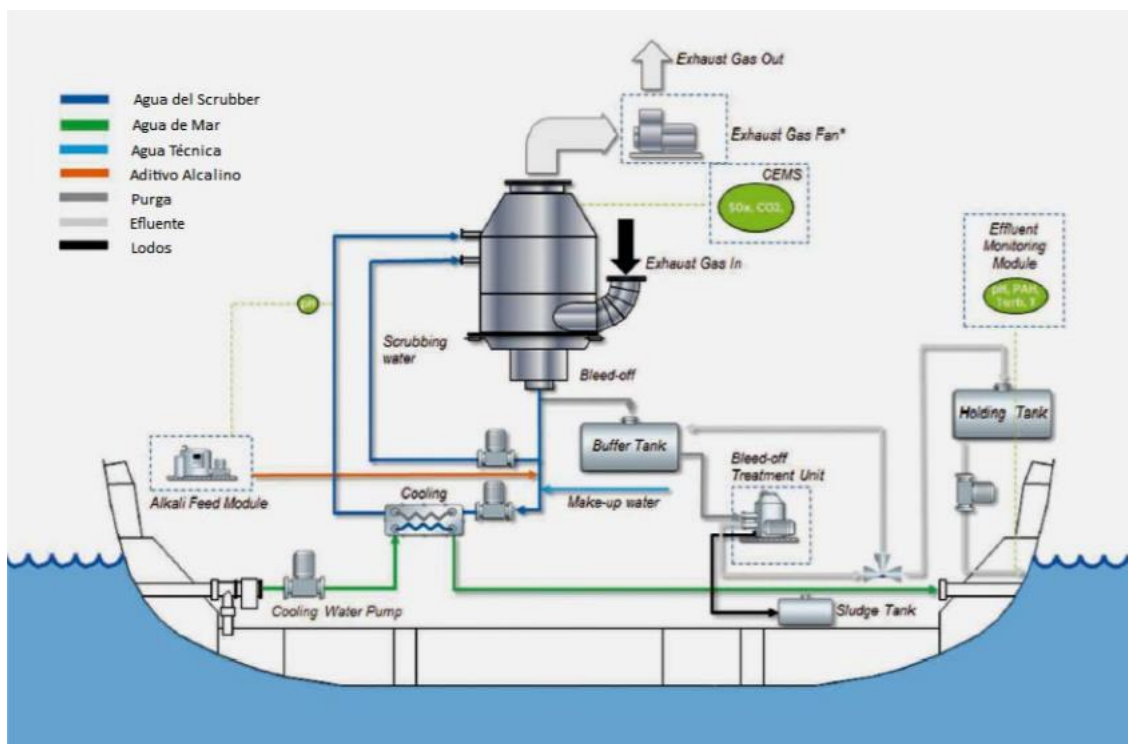 Exhaust Gas Out
Agua del Scrubber
Agua de Mar
Agua Técnica
Aditivo Alcalino
Purga
Efluente
Lodos
Exhaust Gas Fan*
CEMS
SOx, CO2,
Effluent
Monitoring
Module
pH, PAH,
Turb, T
Exhaust Gas In
pH
Scrubbing
water
Bleed-off
Holding Tank
Buffer Tank
Bleed-off
Treatment Unit
Alkali Feed Module
Cooling
Make-up water
Cooling Water Pump
Sludge Tank